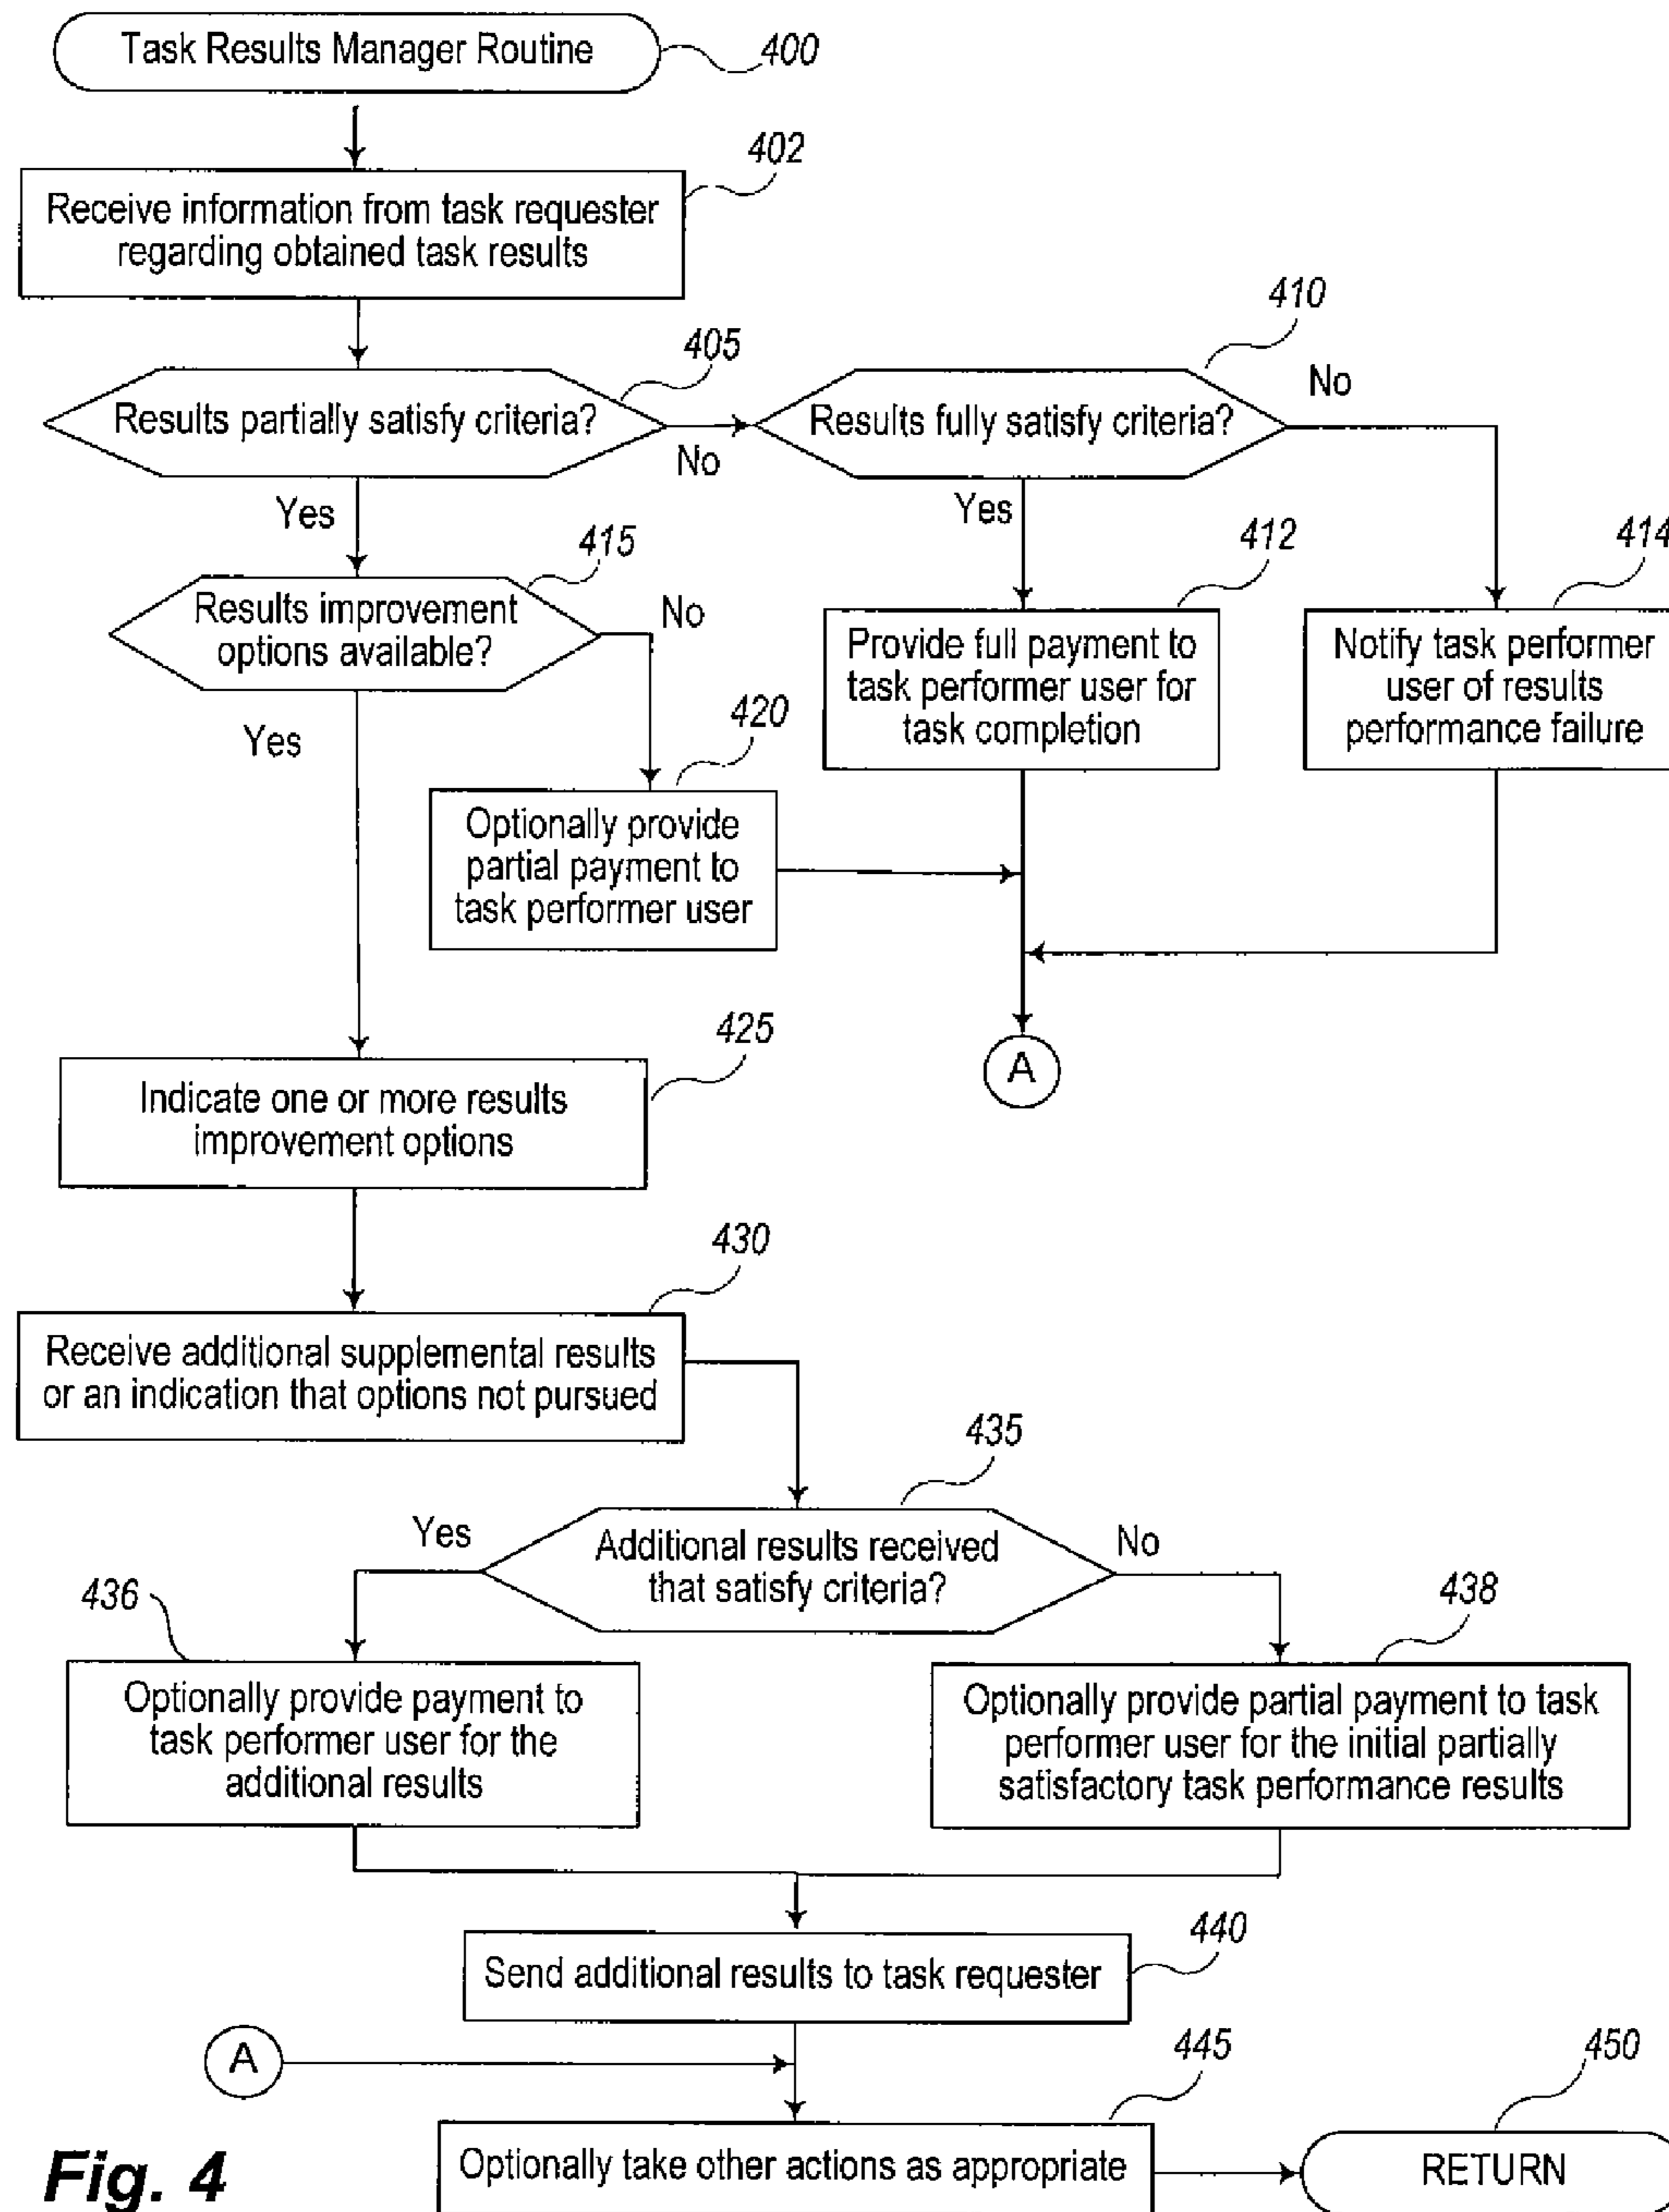 Task Results Manager Routine
400
402
Receive information from task requester
regarding obtained task results
405
410
Results partially satisfy criteria?
No
Results fully satisfy criteria?
No
Yes
Yes
415
412
414
Results improvement
options available?
No
Yes
Provide full payment to
task performer user for
task completion
Notify task performer
user of results
performance failure
420
Optionally provide
partial payment to
task performer user
A
425
Indicate one or more results
improvement options
430
Receive additional supplemental results
or an indication that options not pursued
435
Yes
Additional results received
that satisfy criteria?
No
436
438
Optionally provide payment to
task performer user for the
additional results
Optionally provide partial payment to task
performer user for the initial partially
satisfactory task performance results
440
Send additional results to task requester
A
445
450
Optionally take other actions as appropriate
RETURN
Fig. 4